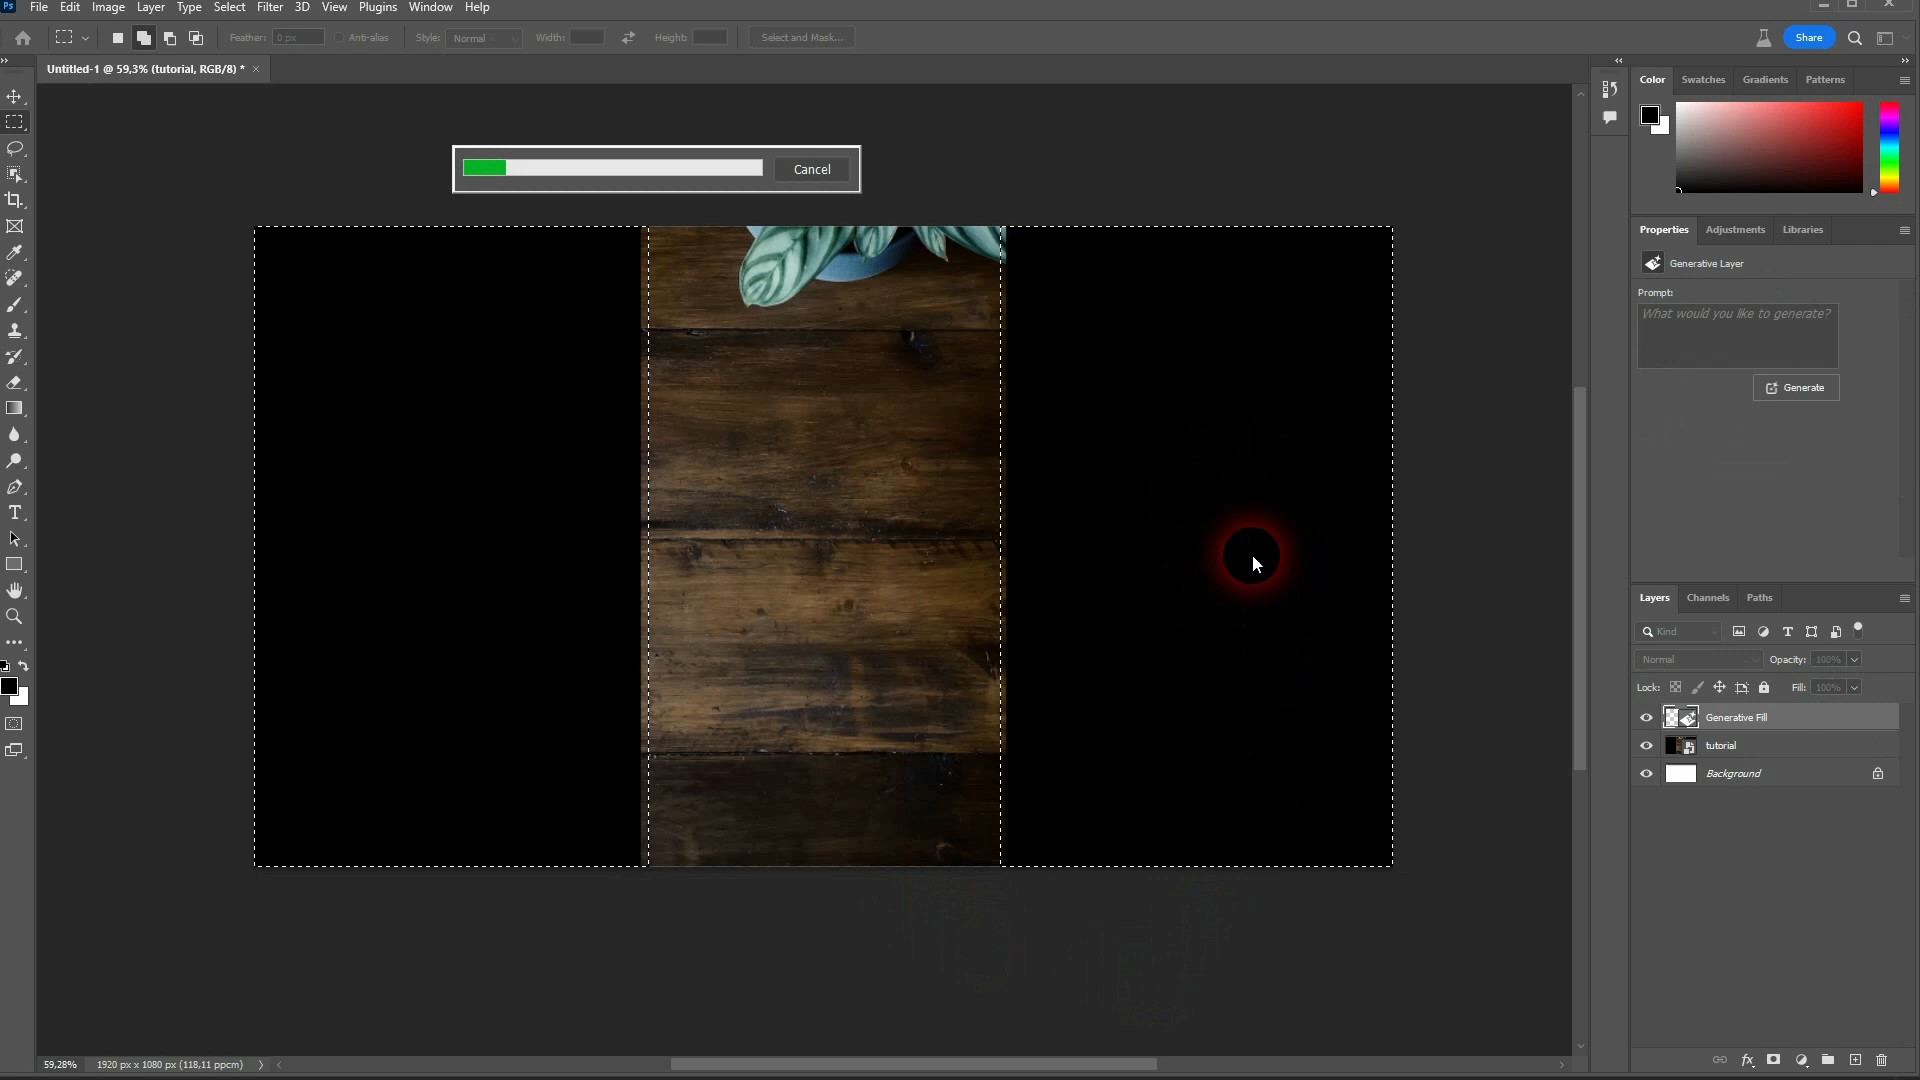 Ps File Edit Image Layer Type Select Filter 3D View Plugins Window Help
Feather: 0 px Anti-alias Style: Normal Width: Height: Select and Mask... Share
Untitled-1 @ 59,3% (tutorial, RGB/8) *
Cancel
Color Swatches Gradients Patterns
Properties Adjustments Libraries
Generative Layer
Prompt:
What would you like to generate?
Generate
Layers Channels Paths
Kind
Normal Opacity: 100%
Lock: Fill: 100%
Generative Fill
tutorial
Background
59,28% 1920 px x 1080 px (118,11 ppcm)